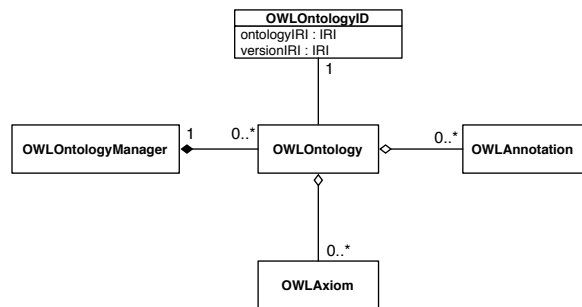 OWLOntologyID
ontologyIRI : IRI
versionIRI : IRI
1
1
0..*
0..*
OWLOntologyManager
OWLOntology
OWLAnnotation
0..*
OWLAxiom